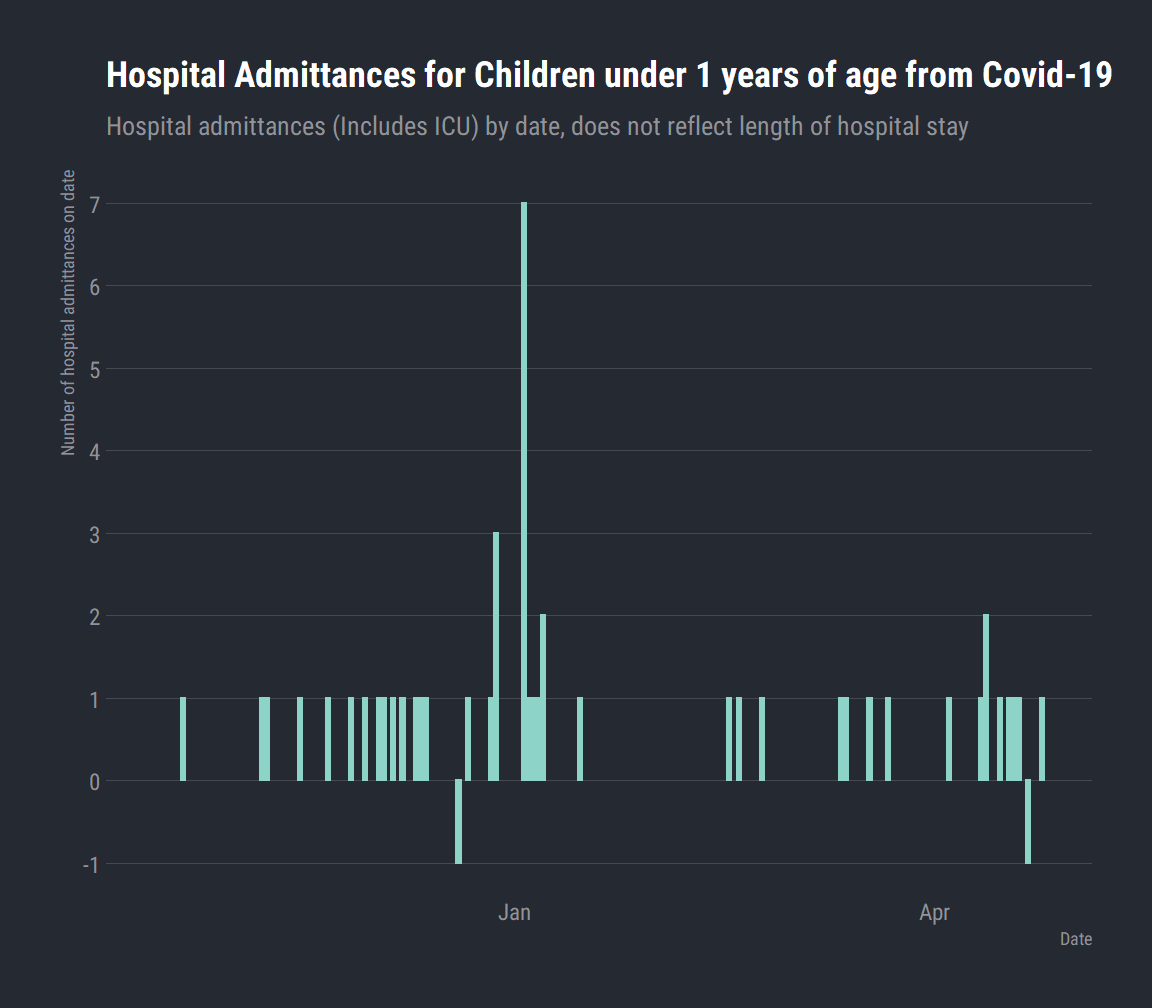 Hospital Admittances for Children under 1 years of age from Covid-19
Hospital admittances (Includes ICU) by date, does not reflect length of hospital stay
Number of hospital admittances on date
7
6
5
4
3
2
1
0
-1
Jan
Apr
Date